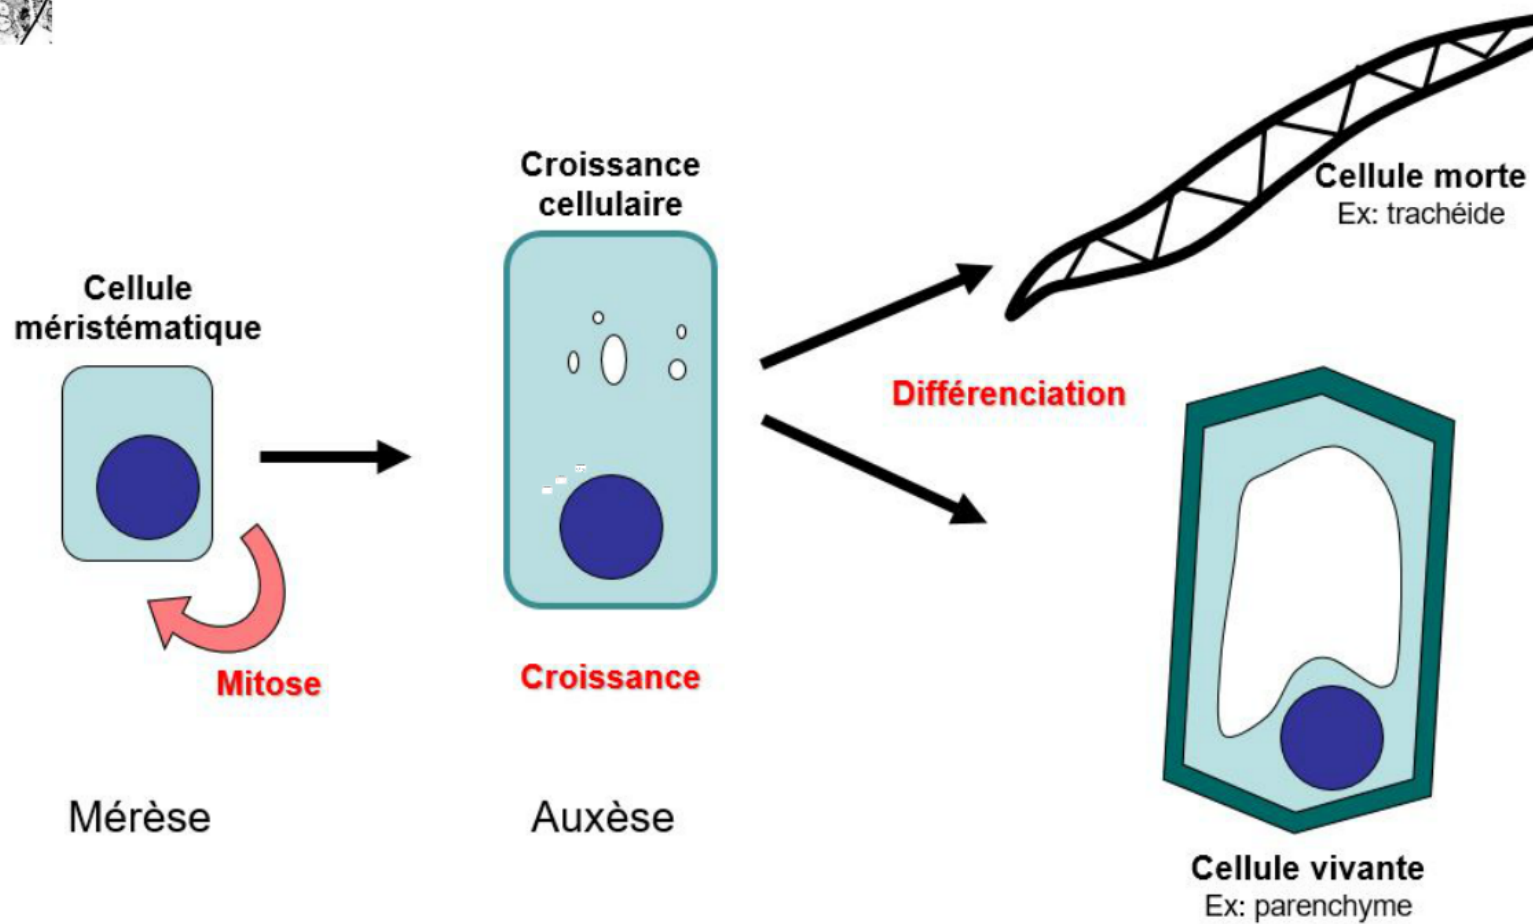 Cellule
méristématique
Mitose
Mérèse
Croissance
cellulaire
Croissance
Auxèse
Différenciation
Cellule morte
Ex: trachéide
Cellule vivante
Ex: parenchyme